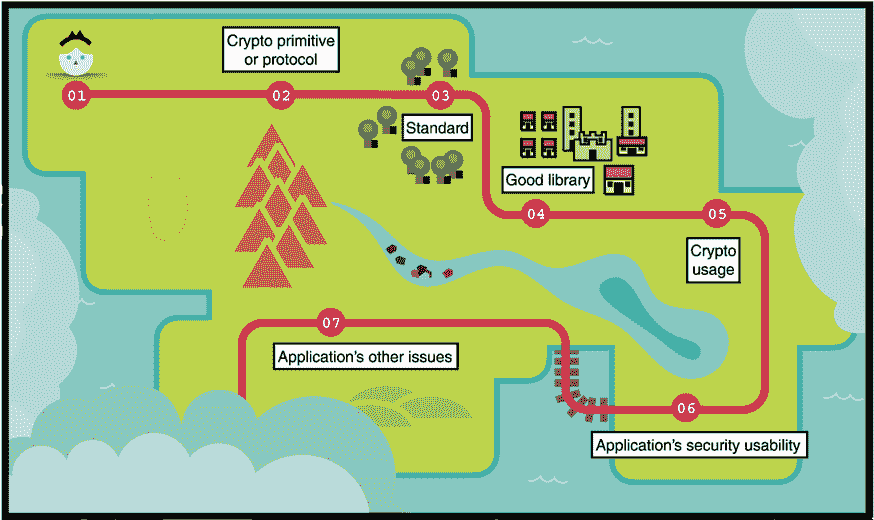 01
02
Crypto primitive
or protocol
03
Standard
Good library
04
05
Crypto
usage
06
Application's security usability
07
Application's other issues